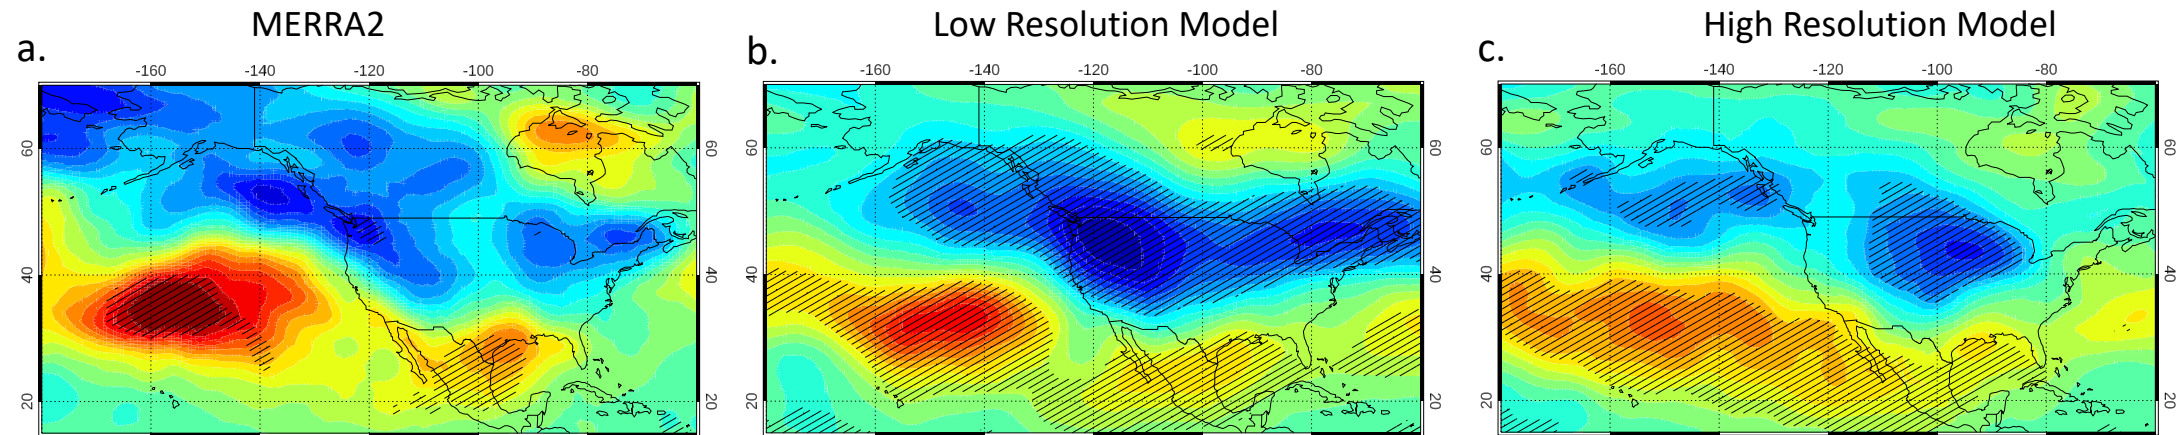 MERRA2
Low Resolution Model
High Resolution Model
a.
b.
c.
-160 -140 -120 -100 -80
-160 -140 -120 -100 -80
-160 -140 -120 -100 -80
60 60 60 60 60 60
40 40 40 40 40 40
20 20 20 20 20 20